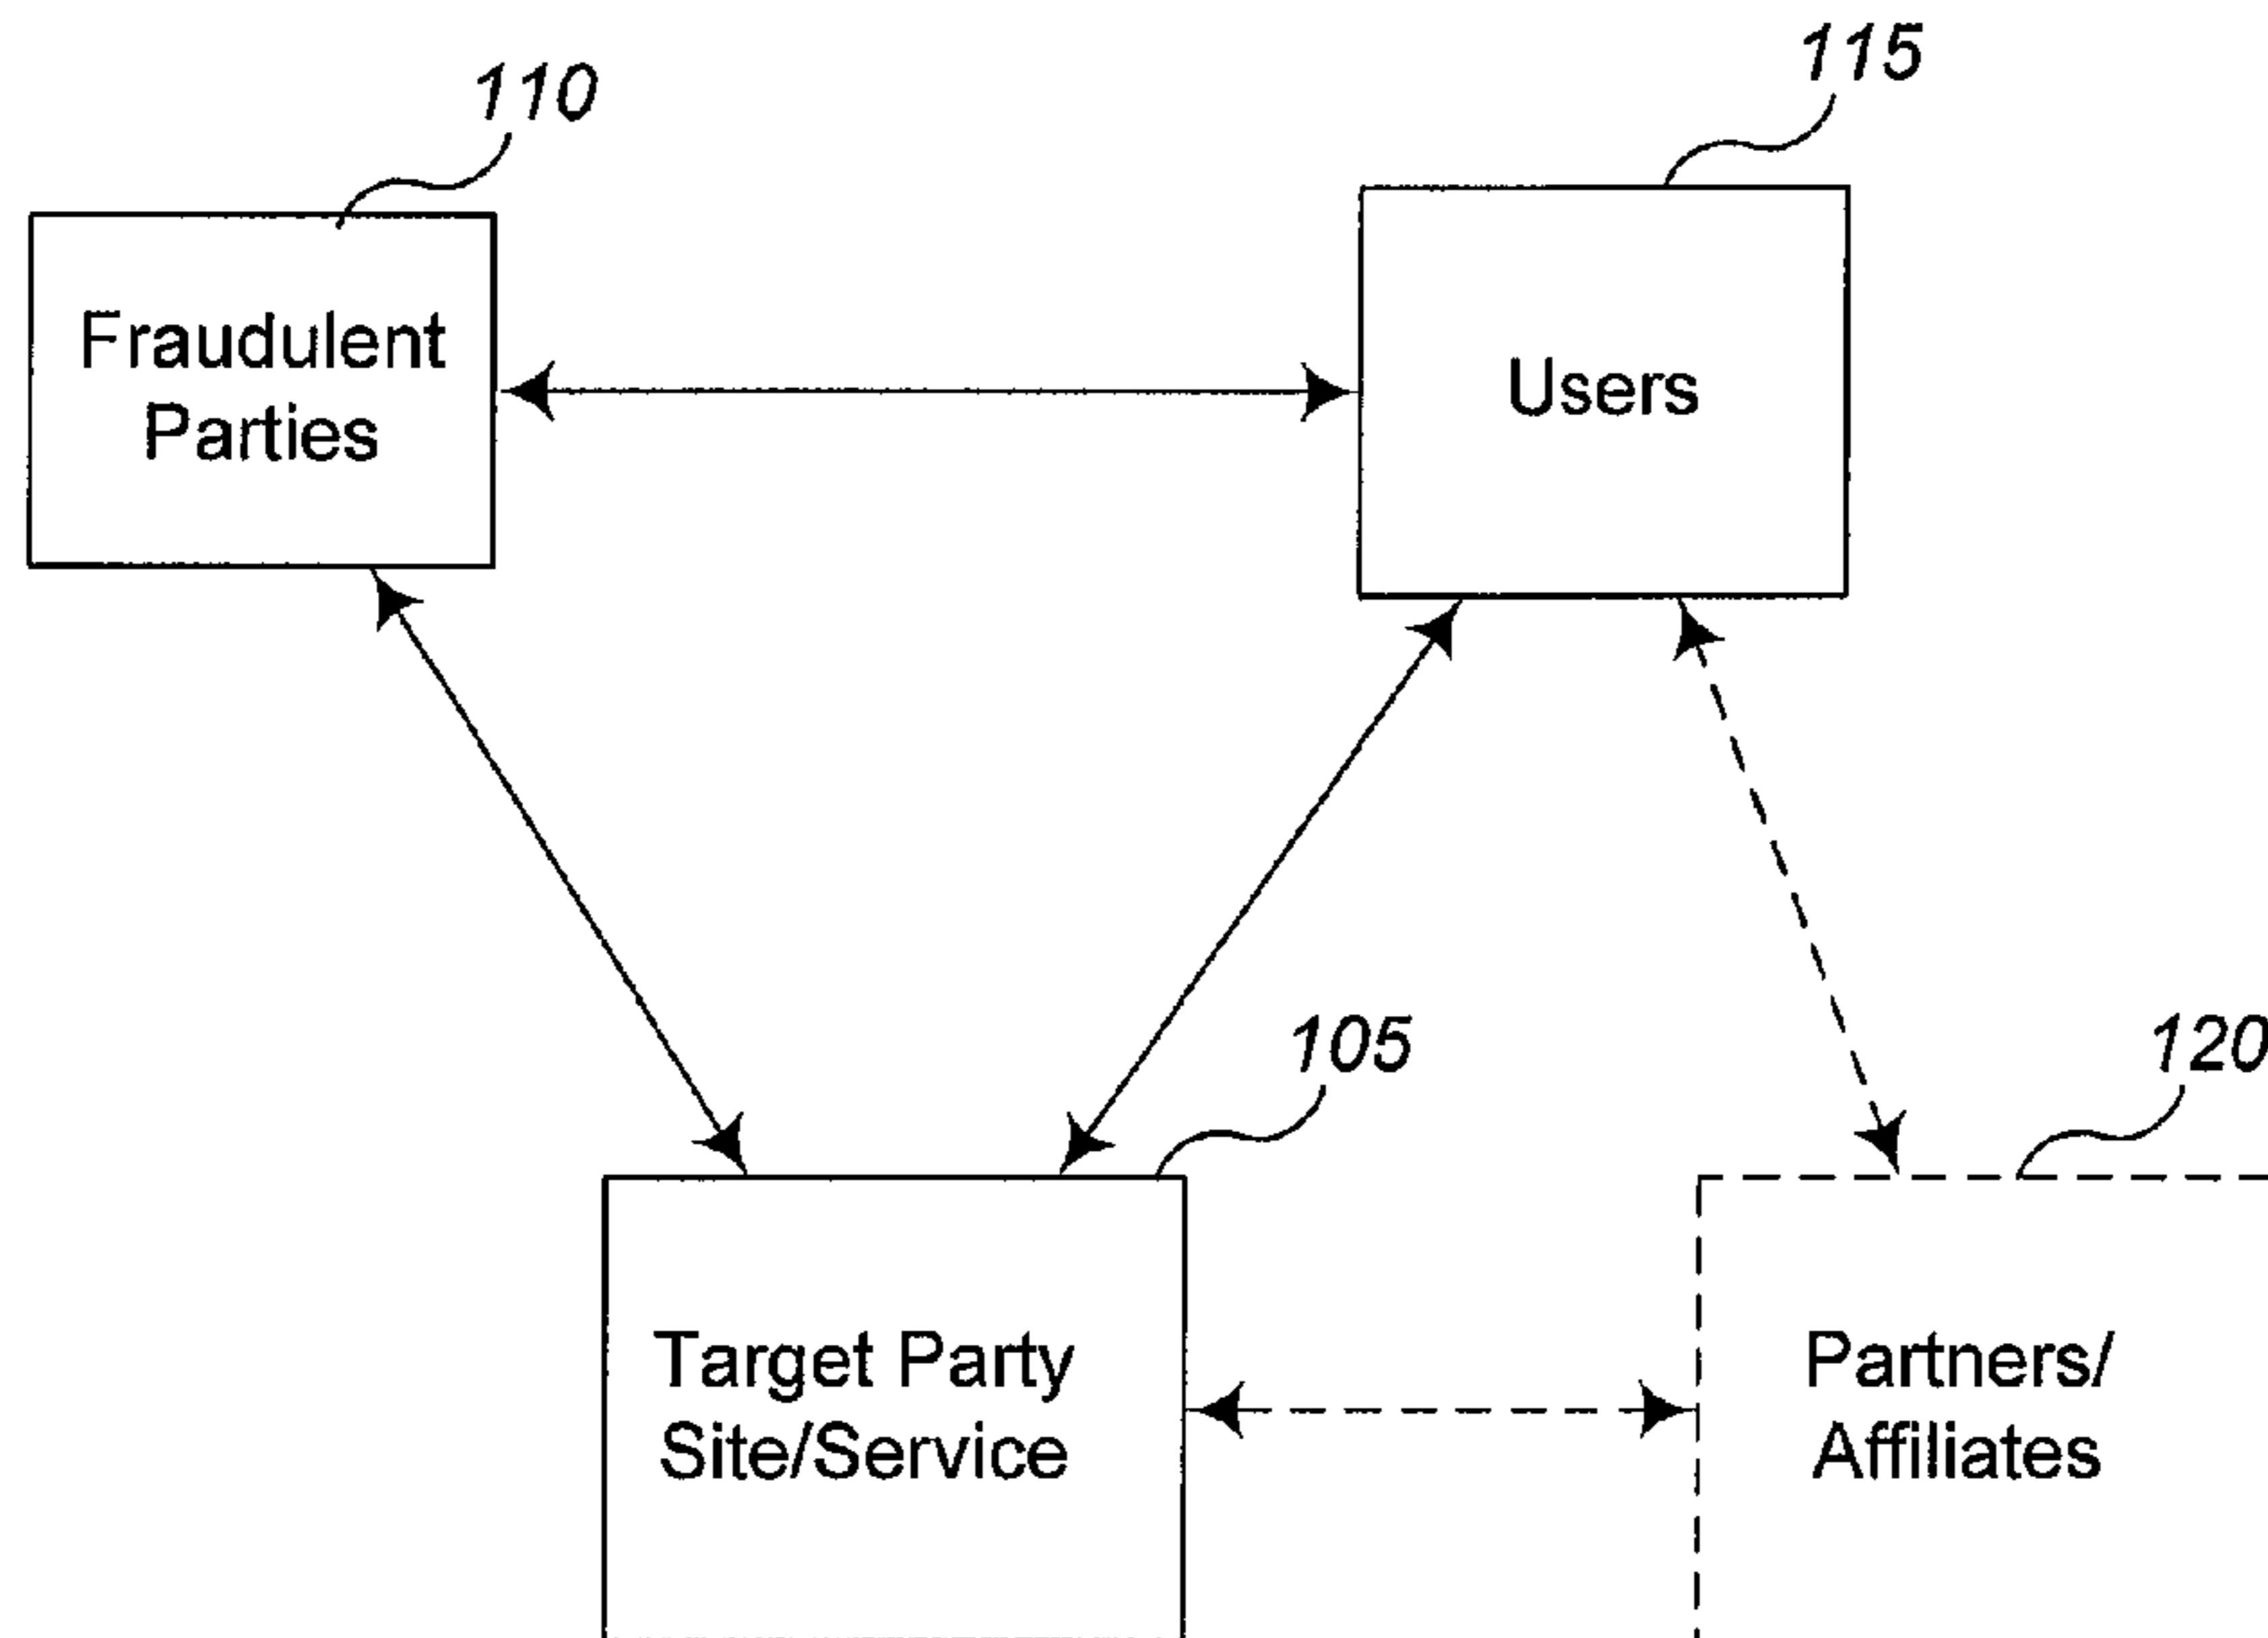 110
115
Fraudulent
Parties
Users
105
120
Target Party
Site/Service
Partners/
Affiliates